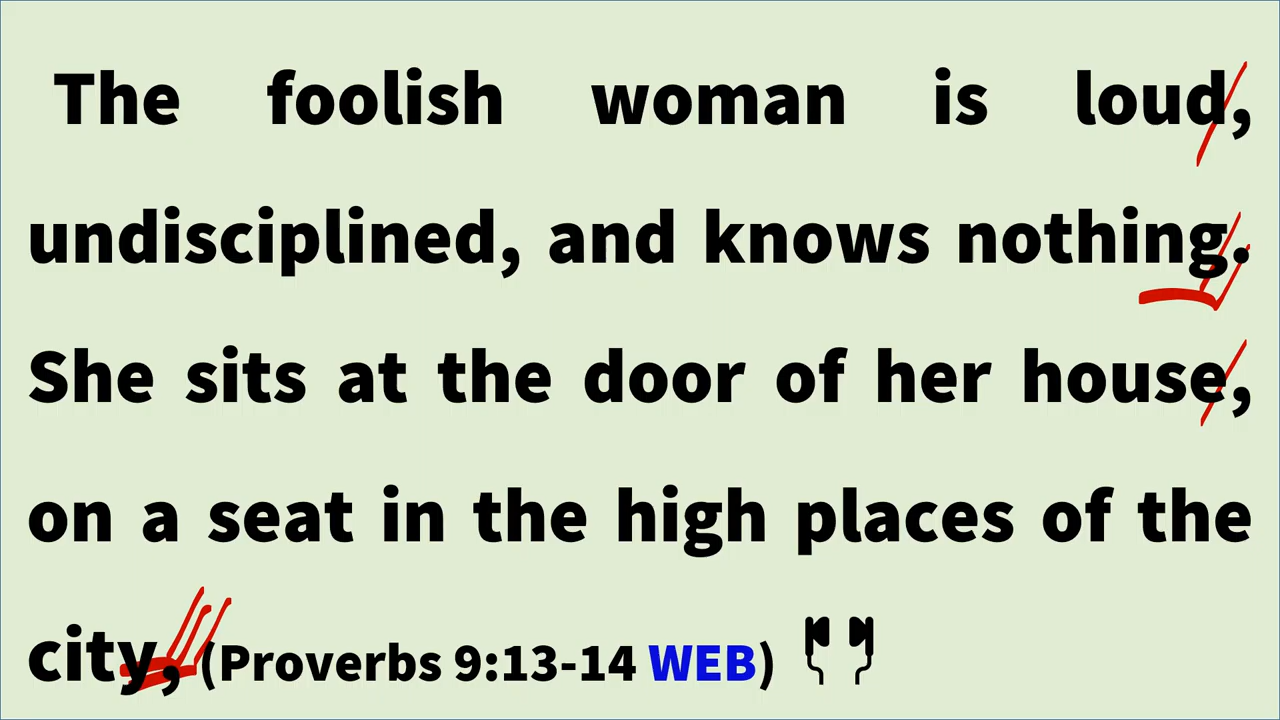 The foolish woman is loud,
undisciplined, and knows nothing.
She sits at the door of her house,
on a seat in the high places of the
city, (Proverbs 9:13-14 WEB)